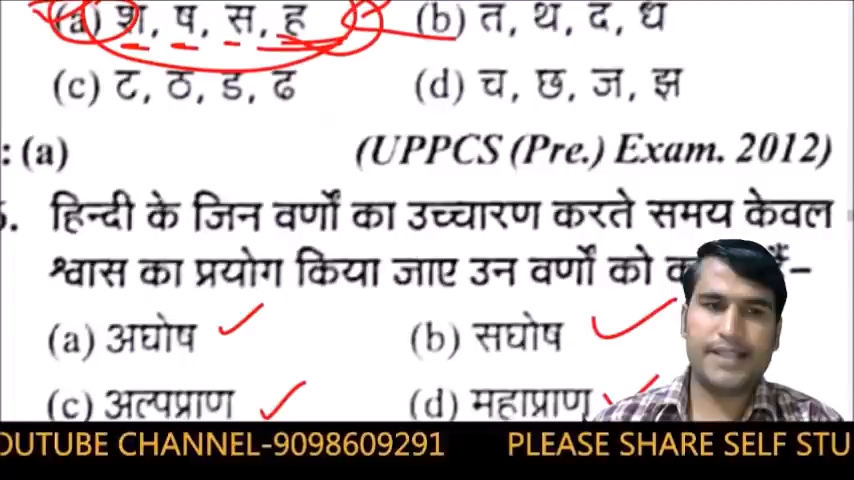 (a) श, ष, स, ह (b) त, थ, द, ध
(c) ट, ठ, ड, ढ (d) च, छ, ज, झ
: (a) (UPPCS (Pre.) Exam. 2012)
. हिन्दी के जिन वर्णों का उच्चारण करते समय केवल
श्वास का प्रयोग किया जाए उन वर्णों को
(a) अघोष (b) सघोष
(c) अल्पप्राण (d) महाप्राण
OUTUBE CHANNEL-9098609291 PLEASE SHARE SELF STU